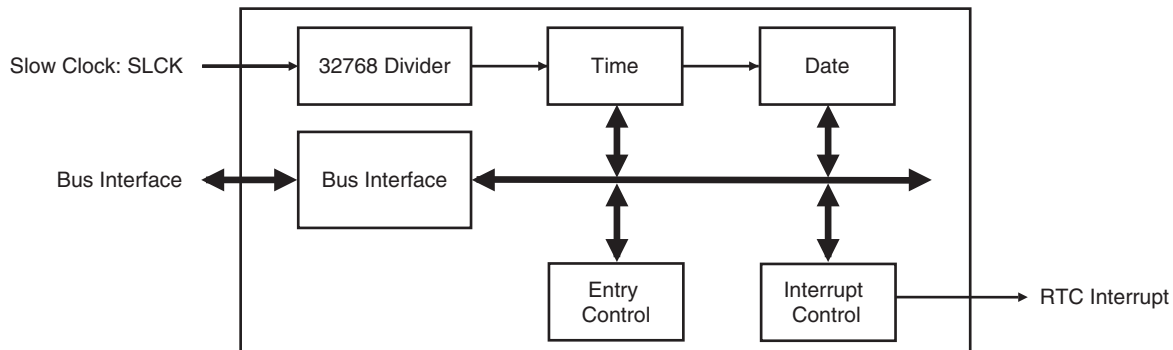 Slow Clock: SLCK
32768 Divider
Time
Date
Bus Interface
Bus Interface
Entry
Control
Interrupt
Control
RTC Interrupt